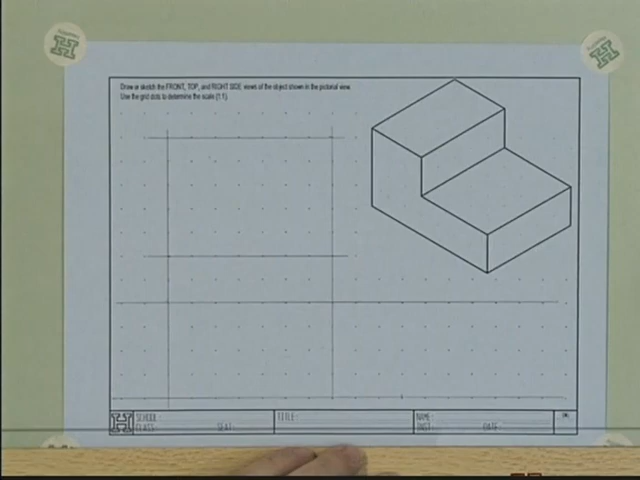 Draw or sketch the FRONT, TOP, and RIGHT SIDE views of the object shown in the pictorial view.
Use the grid dots to determine the scale (1:1).
SCHOOL:
CLASS: SEAT:
TITLE:
NAME:
INST: DATE: